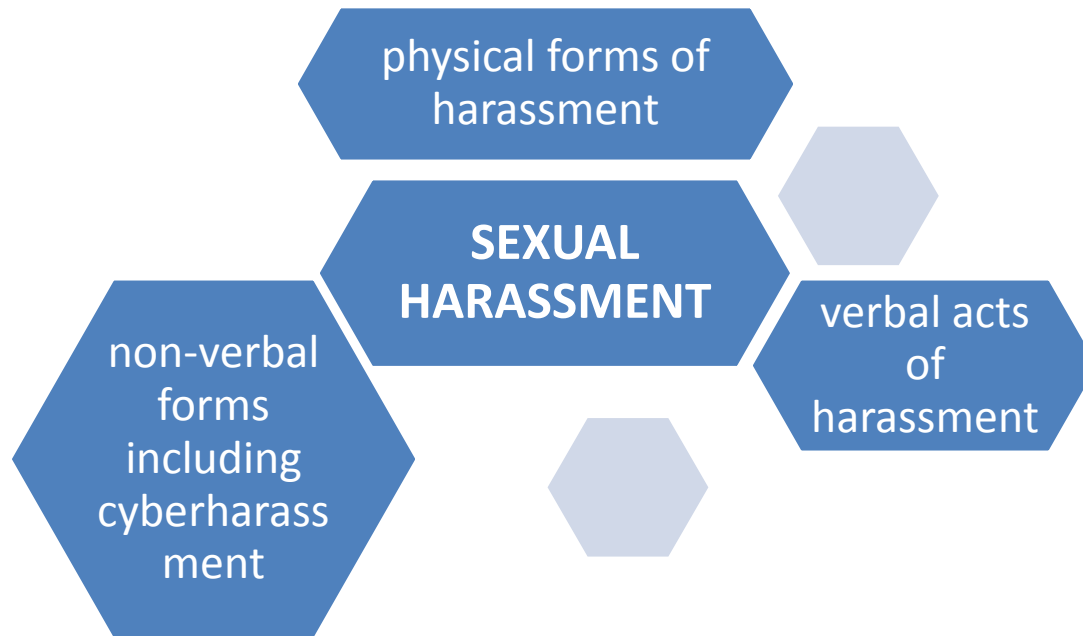 physical forms of
harassment
SEXUAL
HARASSMENT
verbal acts
of
harassment
non-verbal
forms
including
cyberharass
ment